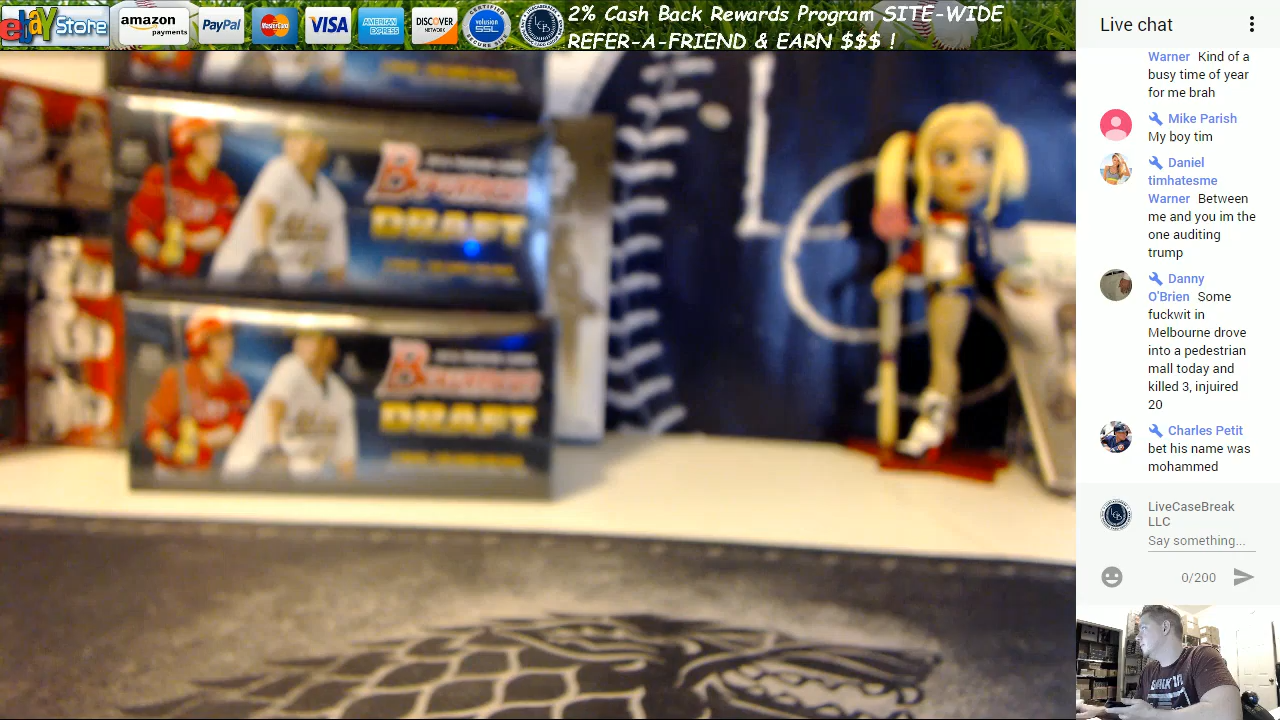 ebay Store
amazon payments
PayPal
MasterCard
VISA
AMERICAN EXPRESS
DISCOVER NETWORK
volusion SSL
CERTIFIED
2% Cash Back Rewards Program SITE-WIDE
REFER-A-FRIEND & EARN $$$ !
Bowman
DRAFT
Bowman
DRAFT
Live chat
Warner Kind of a
busy time of year
for me brah
Mike Parish
My boy tim
Daniel
timhatesme
Warner Between
me and you im the
one auditing
trump
Danny
O'Brien Some
fuckwit in
Melbourne drove
into a pedestrian
mall today and
killed 3, injuired
20
Charles Petit
bet his name was
mohammed
LiveCaseBreak
LLC
Say something...
0/200